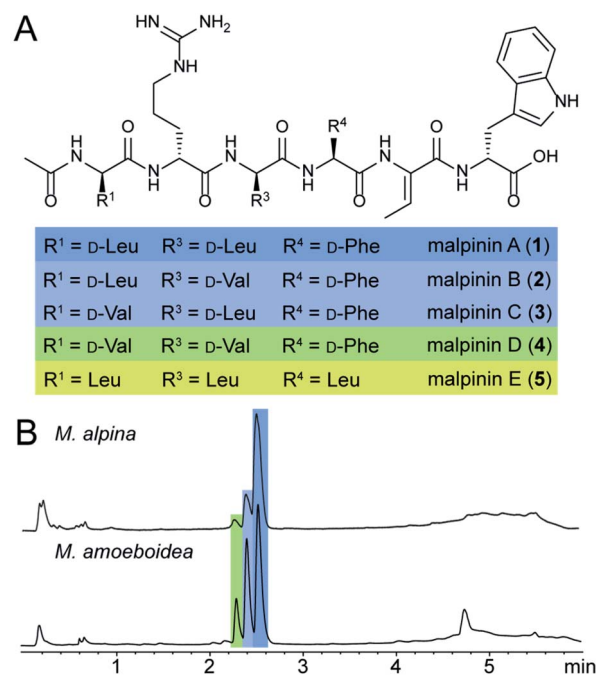 A
HN
NH₂
NH
NH
R⁴
O
H
N
O
H
N
O
H
N
O
H
N
OH
N
H
O
R¹
N
H
O
R³
N
H
O
N
H
O
R¹ = D-Leu R³ = D-Leu R⁴ = D-Phe malpinin A (1)
R¹ = D-Leu R³ = D-Val R⁴ = D-Phe malpinin B (2)
R¹ = D-Val R³ = D-Leu R⁴ = D-Phe malpinin C (3)
R¹ = D-Val R³ = D-Val R⁴ = D-Phe malpinin D (4)
R¹ = Leu R³ = Leu R⁴ = Leu malpinin E (5)
B
M. alpina
M. amoeboidea
1 2 3 4 5 min